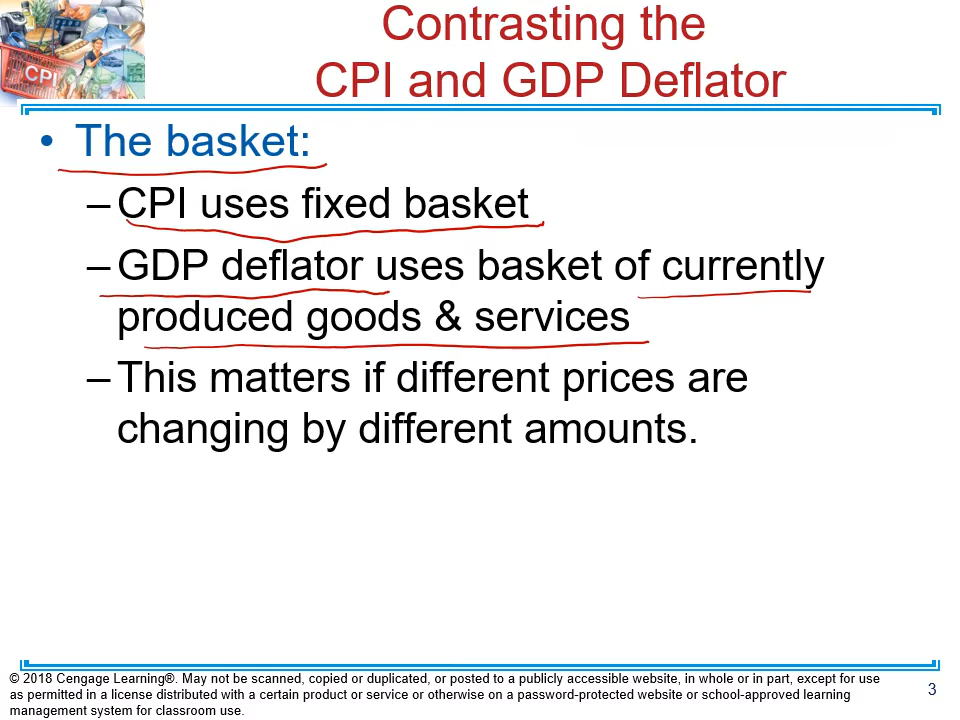 CPI
Contrasting the
CPI and GDP Deflator
• The basket:
– CPI uses fixed basket
– GDP deflator uses basket of currently
produced goods & services
– This matters if different prices are
changing by different amounts.
© 2018 Cengage Learning®. May not be scanned, copied or duplicated, or posted to a publicly accessible website, in whole or in part, except for use
as permitted in a license distributed with a certain product or service or otherwise on a password-protected website or school-approved learning
management system for classroom use.
3